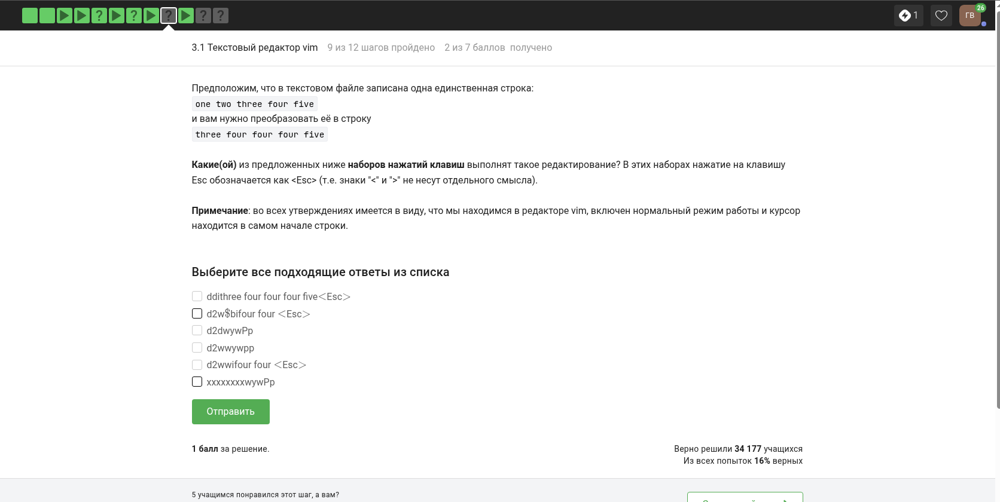 1
ГВ
26
3.1 Текстовый редактор vim 9 из 12 шагов пройдено 2 из 7 баллов получено
Предположим, что в текстовом файле записана одна единственная строка:
one two three four five
и вам нужно преобразовать её в строку
three four four four five
Какие(ой) из предложенных ниже наборов нажатий клавиш выполнят такое редактирование? В этих наборах нажатие на клавишу
Esc обозначается как <Esc> (т.е. знаки "<" и ">" не несут отдельного смысла).
Примечание: во всех утверждениях имеется в виду, что мы находимся в редакторе vim, включен нормальный режим работы и курсор
находится в самом начале строки.
Выберите все подходящие ответы из списка
ddithree four four four five<Esc>
d2w$bifour four <Esc>
d2dwywPp
d2wwywpp
d2wwifour four <Esc>
xxxxxxxxwywPp
Отправить
1 балл за решение.
Верно решили 34 177 учащихся
Из всех попыток 16% верных
5 учащимся понравился этот шаг, а вам?